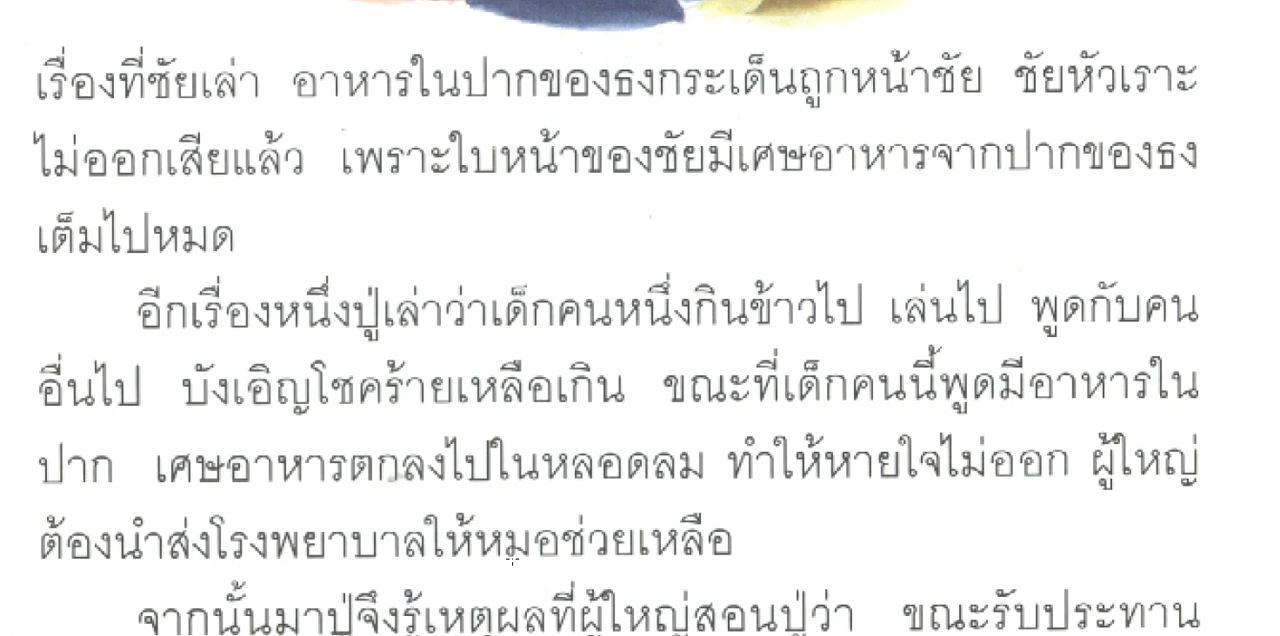 เรื่องที่ชัยเล่า อาหารในปากของธงกระเด็นถูกหน้าชัย ชัยหัวเราะ
ไม่ออกเสียแล้ว เพราะใบหน้าของชัยมีเศษอาหารจากปากของธง
เต็มไปหมด
อีกเรื่องหนึ่งปู่เล่าว่าเด็กคนหนึ่งกินข้าวไป เล่นไป พูดกับคน
อื่นไป บังเอิญโชคร้ายเหลือเกิน ขณะที่เด็กคนนี้พูดมีอาหารใน
ปาก เศษอาหารตกลงไปในหลอดลม ทำให้หายใจไม่ออก ผู้ใหญ่
ต้องนำส่งโรงพยาบาลให้หมอช่วยเหลือ
จากนั้นมาปู่จึงรู้เหตุผลที่ผู้ใหญ่สอนปู่ว่า ขณะรับประทาน